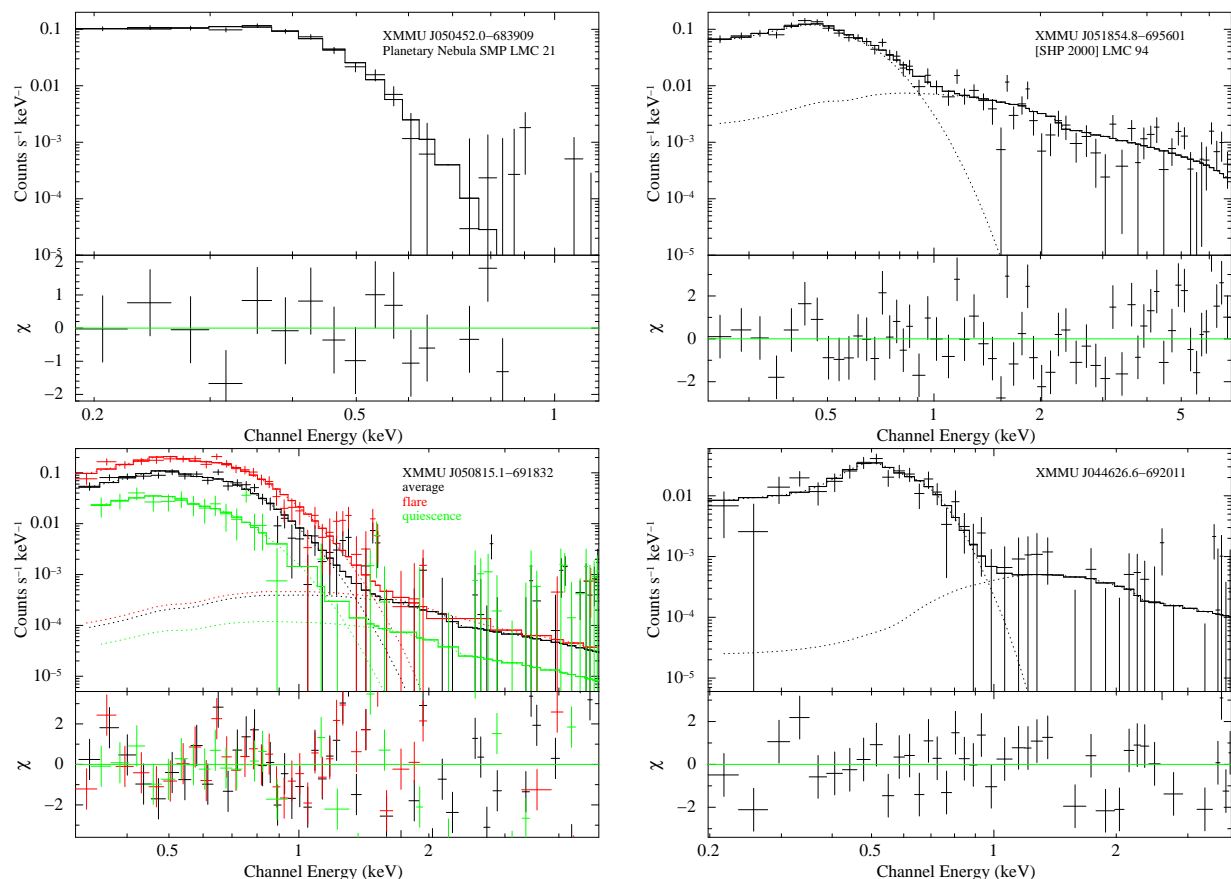 XMMU J050452.0−683909
Planetary Nebula SMP LMC 21
Counts s⁻¹ keV⁻¹
0.1
0.01
10⁻³
10⁻⁴
10⁻⁵
χ
2
1
0
−1
−2
0.2
0.5
1
Channel Energy (keV)
XMMU J051854.8−695601
[SHP 2000] LMC 94
Counts s⁻¹ keV⁻¹
0.1
0.01
10⁻³
10⁻⁴
10⁻⁵
χ
2
0
−2
0.5
1
2
5
Channel Energy (keV)
XMMU J050815.1−691832
average
flare
quiescence
Counts s⁻¹ keV⁻¹
0.1
0.01
10⁻³
10⁻⁴
10⁻⁵
χ
2
0
−2
0.5
1
2
Channel Energy (keV)
XMMU J044626.6−692011
Counts s⁻¹ keV⁻¹
0.01
10⁻³
10⁻⁴
10⁻⁵
χ
2
0
−2
0.2
0.5
1
2
Channel Energy (keV)